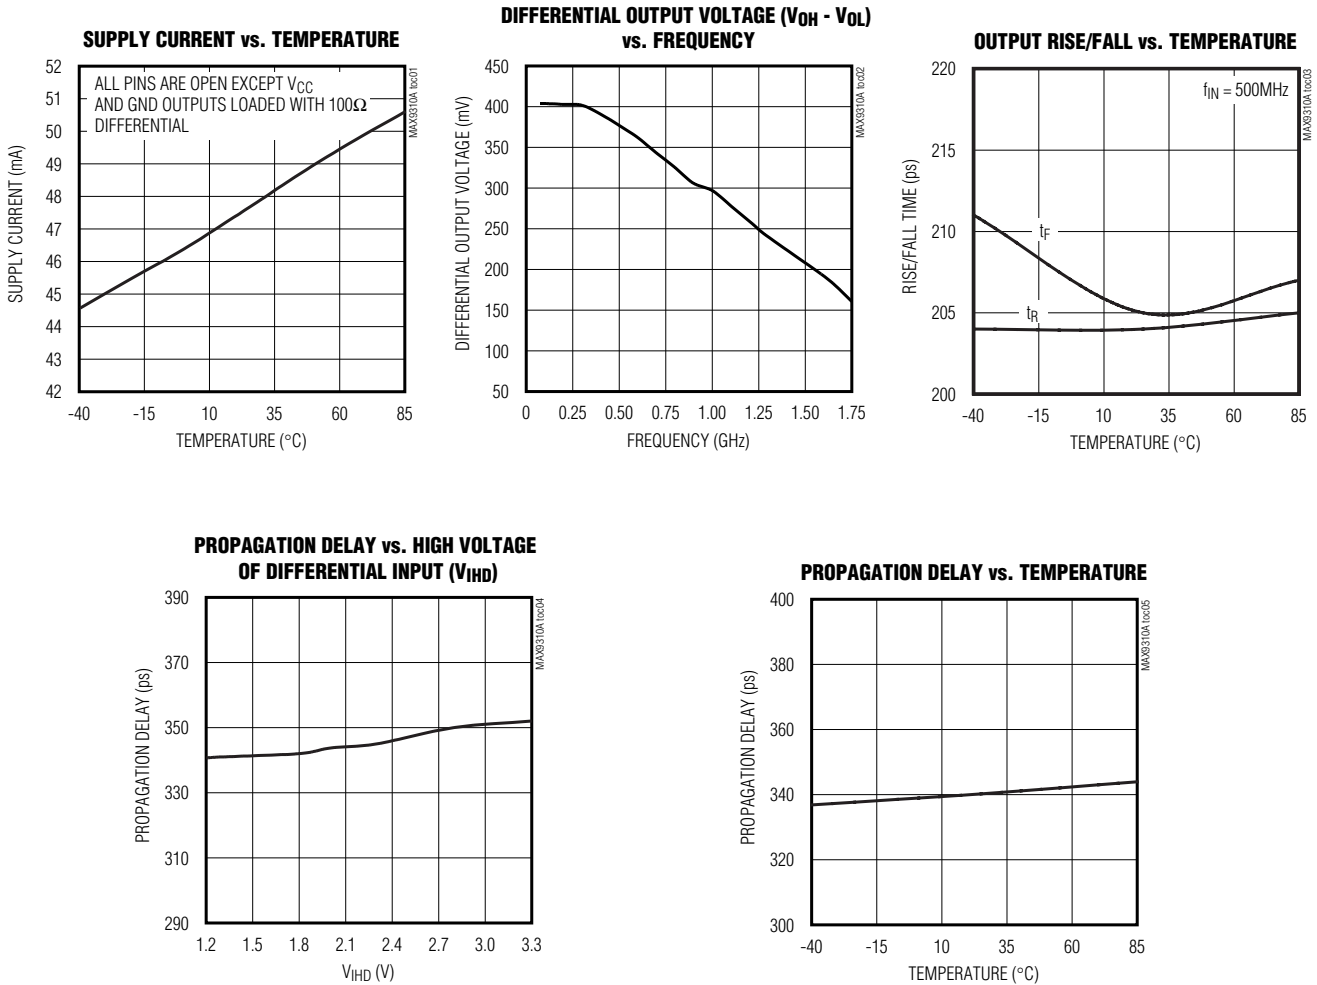 SUPPLY CURRENT vs. TEMPERATURE
52
51
50
49
48
47
46
45
44
43
42
SUPPLY CURRENT (mA)
ALL PINS ARE OPEN EXCEPT VCC
AND GND OUTPUTS LOADED WITH 100Ω
DIFFERENTIAL
MAX9310A toc01
-40 -15 10 35 60 85
TEMPERATURE (°C)
DIFFERENTIAL OUTPUT VOLTAGE (VOH - VOL)
vs. FREQUENCY
450
400
350
300
250
200
150
100
50
DIFFERENTIAL OUTPUT VOLTAGE (mV)
MAX9310A toc02
0 0.25 0.50 0.75 1.00 1.25 1.50 1.75
FREQUENCY (GHz)
OUTPUT RISE/FALL vs. TEMPERATURE
220
215
210
205
200
RISE/FALL TIME (ps)
fIN = 500MHz
tF
tR
MAX9310A toc03
-40 -15 10 35 60 85
TEMPERATURE (°C)
PROPAGATION DELAY vs. HIGH VOLTAGE
OF DIFFERENTIAL INPUT (VIHD)
390
370
350
330
310
290
PROPAGATION DELAY (ps)
MAX9310A toc04
1.2 1.5 1.8 2.1 2.4 2.7 3.0 3.3
VIHD (V)
PROPAGATION DELAY vs. TEMPERATURE
400
380
360
340
320
300
PROPAGATION DELAY (ps)
MAX9310A toc05
-40 -15 10 35 60 85
TEMPERATURE (°C)